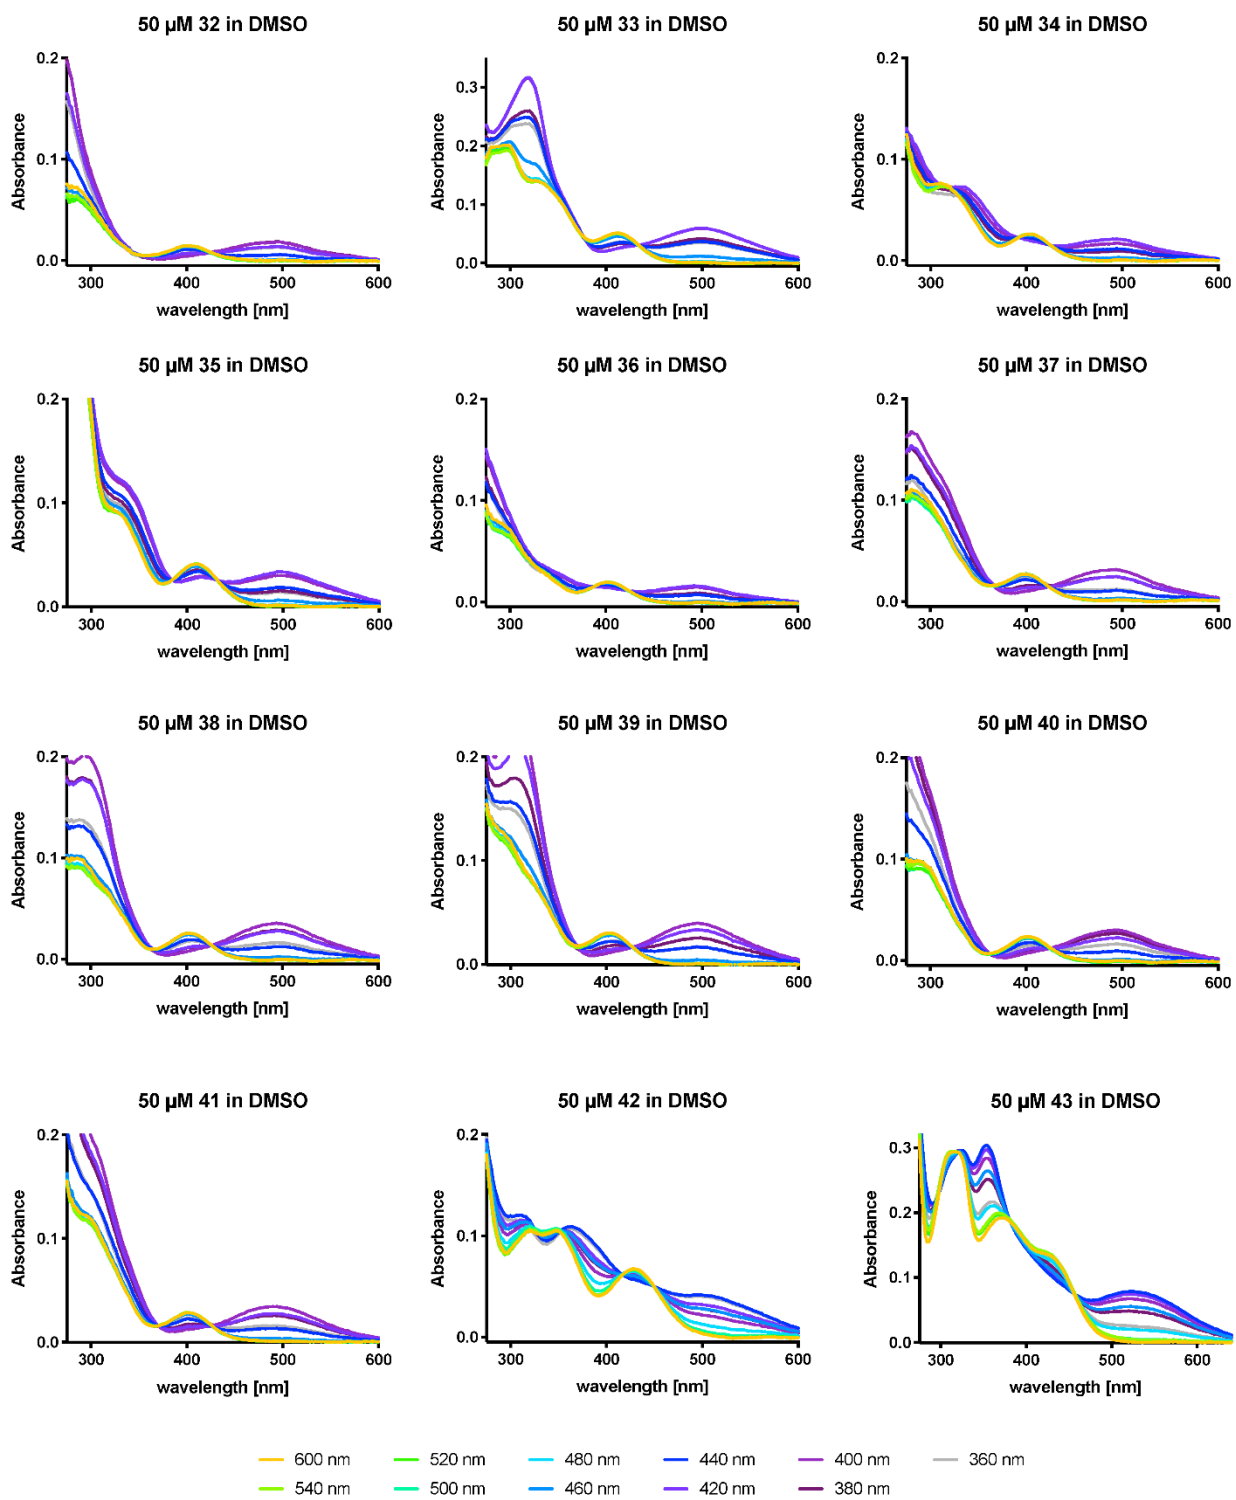 50 µM 32 in DMSO
50 µM 33 in DMSO
50 µM 34 in DMSO
0.2
0.1
0.0
Absorbance
300 400 500 600
wavelength [nm]
0.3
0.2
0.1
0.0
Absorbance
300 400 500 600
wavelength [nm]
0.2
0.1
0.0
Absorbance
300 400 500 600
wavelength [nm]
50 µM 35 in DMSO
50 µM 36 in DMSO
50 µM 37 in DMSO
0.2
0.1
0.0
Absorbance
300 400 500 600
wavelength [nm]
0.2
0.1
0.0
Absorbance
300 400 500 600
wavelength [nm]
0.2
0.1
0.0
Absorbance
300 400 500 600
wavelength [nm]
50 µM 38 in DMSO
50 µM 39 in DMSO
50 µM 40 in DMSO
0.2
0.1
0.0
Absorbance
300 400 500 600
wavelength [nm]
0.2
0.1
0.0
Absorbance
300 400 500 600
wavelength [nm]
0.2
0.1
0.0
Absorbance
300 400 500 600
wavelength [nm]
50 µM 41 in DMSO
50 µM 42 in DMSO
50 µM 43 in DMSO
0.2
0.1
0.0
Absorbance
300 400 500 600
wavelength [nm]
0.2
0.1
0.0
Absorbance
300 400 500 600
wavelength [nm]
0.3
0.2
0.1
0.0
Absorbance
300 400 500 600
wavelength [nm]
600 nm 520 nm 480 nm 440 nm 400 nm 360 nm
540 nm 500 nm 460 nm 420 nm 380 nm